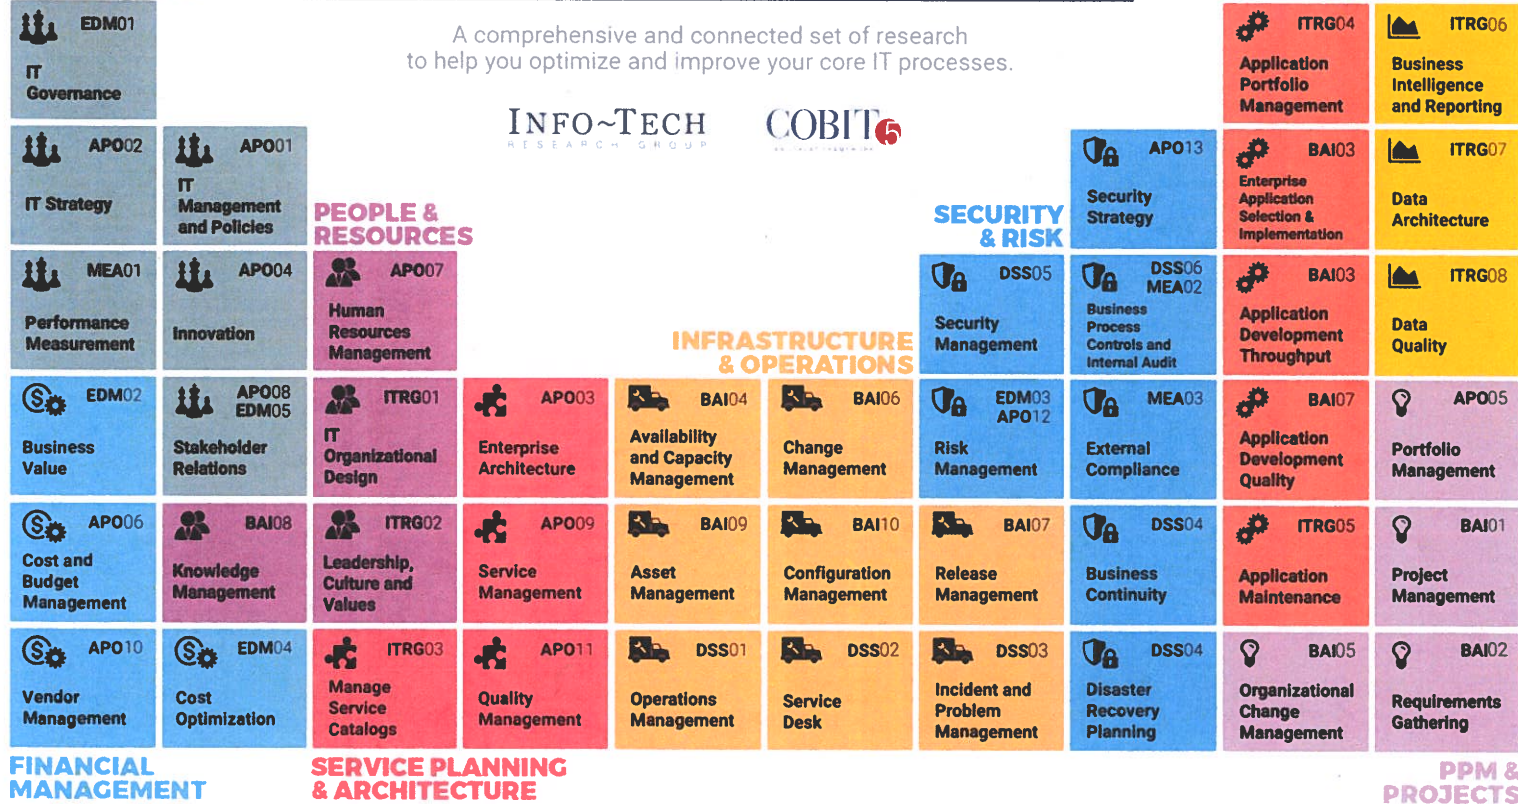 A comprehensive and connected set of research
to help you optimize and improve your core IT processes.
INFO~TECH
RESEARCH GROUP
COBIT5
EDM01
IT
Governance
ITRG04
Application
Portfolio
Management
ITRG06
Business
Intelligence
and Reporting
APO02
IT Strategy
APO01
IT
Management
and Policies
PEOPLE &
RESOURCES
SECURITY
& RISK
APO13
Security
Strategy
BAI03
Enterprise
Application
Selection &
Implementation
ITRG07
Data
Architecture
MEA01
Performance
Measurement
APO04
Innovation
APO07
Human
Resources
Management
INFRASTRUCTURE
& OPERATIONS
DSS05
Security
Management
DSS06
MEA02
Business
Process
Controls and
Internal Audit
BAI03
Application
Development
Throughput
ITRG08
Data
Quality
EDM02
Business
Value
APO08
EDM05
Stakeholder
Relations
ITRG01
IT
Organizational
Design
APO03
Enterprise
Architecture
BAI04
Availability
and Capacity
Management
BAI06
Change
Management
EDM03
APO12
Risk
Management
MEA03
External
Compliance
BAI07
Application
Development
Quality
APO05
Portfolio
Management
APO06
Cost and
Budget
Management
BAI08
Knowledge
Management
ITRG02
Leadership,
Culture and
Values
APO09
Service
Management
BAI09
Asset
Management
BAI10
Configuration
Management
BAI07
Release
Management
DSS04
Business
Continuity
ITRG05
Application
Maintenance
BAI01
Project
Management
APO10
Vendor
Management
EDM04
Cost
Optimization
ITRG03
Manage
Service
Catalogs
APO11
Quality
Management
DSS01
Operations
Management
DSS02
Service
Desk
DSS03
Incident and
Problem
Management
DSS04
Disaster
Recovery
Planning
BAI05
Organizational
Change
Management
BAI02
Requirements
Gathering
FINANCIAL
MANAGEMENT
SERVICE PLANNING
& ARCHITECTURE
PPM &
PROJECTS